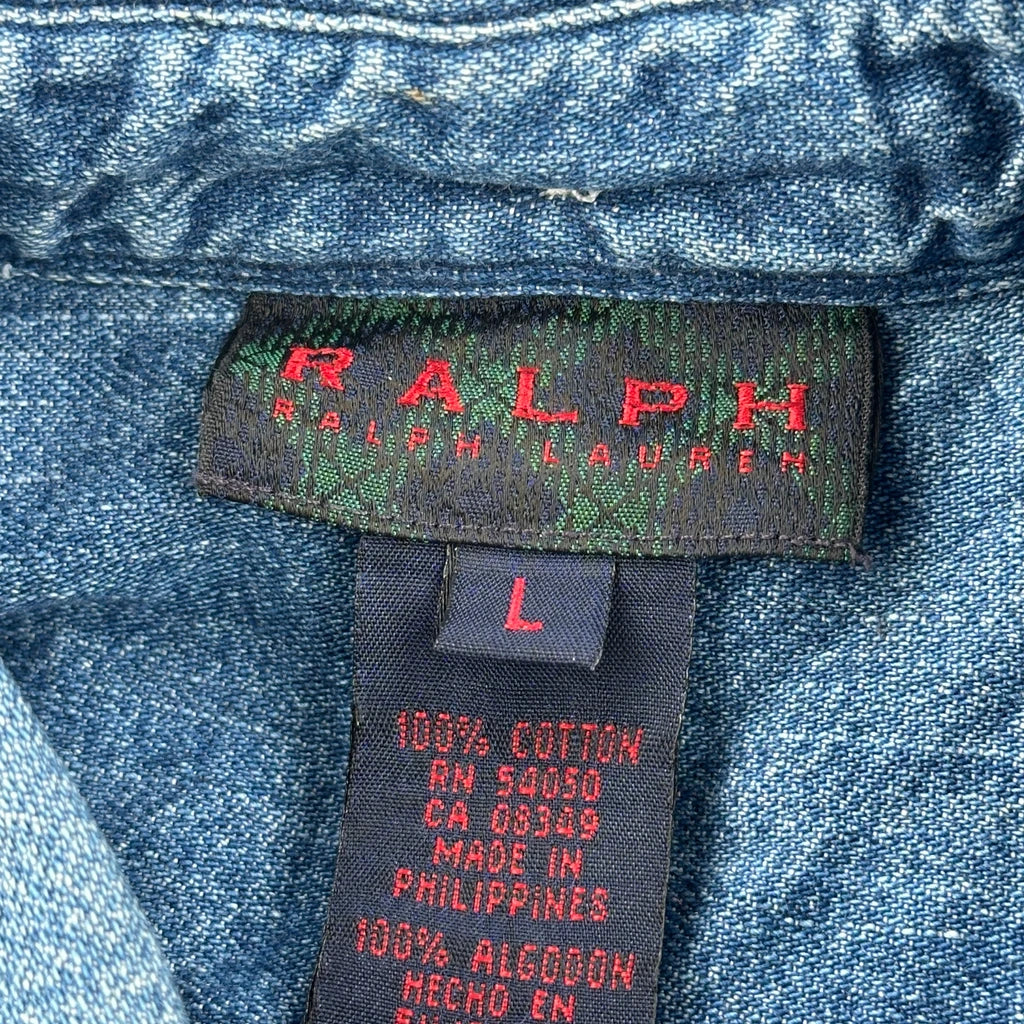 RALPH
RALPH LAUREN
L
100% COTTON
RN 54050
CA 08349
MADE IN
PHILIPPINES
100% ALGODON
HECHO EN